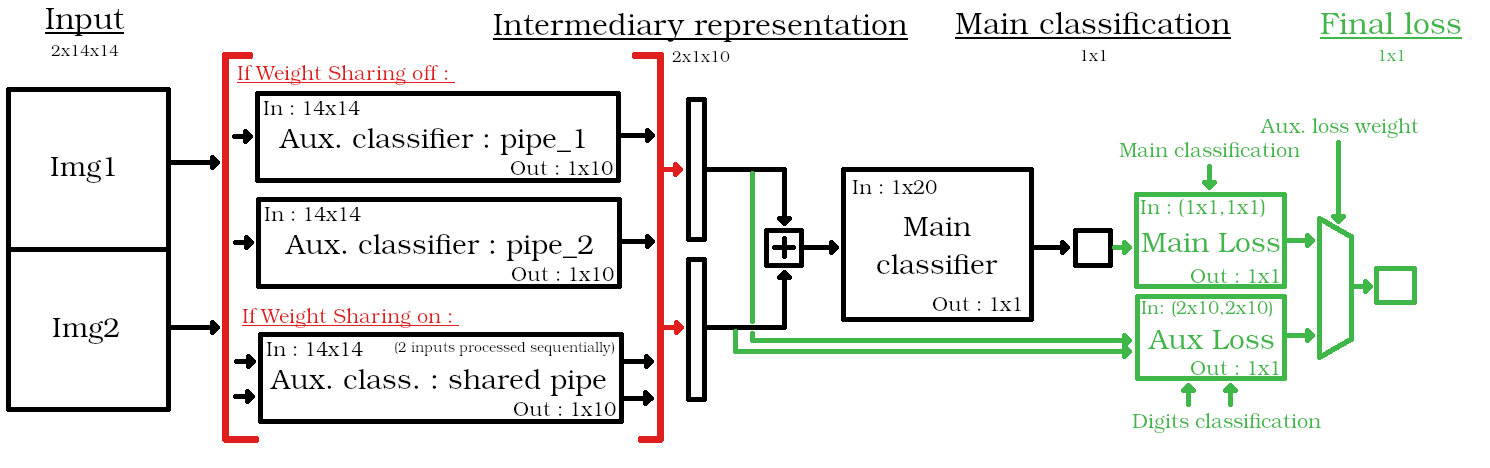 Input
2x14x14
Intermediary representation
2x1x10
Main classification
1x1
Final loss
1x1
If Weight Sharing off :
In : 14x14
Aux. classifier : pipe_1
Out : 1x10
In : 14x14
Aux. classifier : pipe_2
Out : 1x10
If Weight Sharing on :
In : 14x14 (2 inputs processed sequentially)
Aux. class. : shared pipe
Out : 1x10
Img1
Img2
+
In : 1x20
Main
classifier
Out : 1x1
Aux. loss weight
Main classification
In : (1x1,1x1)
Main Loss
Out : 1x1
In: (2x10,2x10)
Aux Loss
Out : 1x1
Digits classification